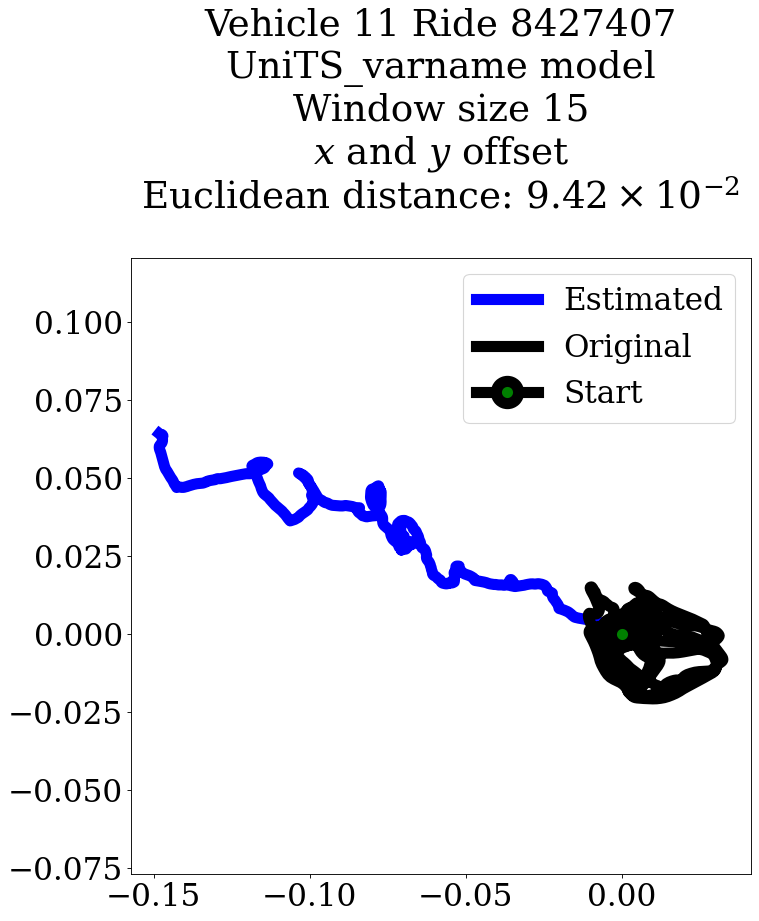 Vehicle 11 Ride 8427407
UniTS_varname model
Window size 15
x and y offset
Euclidean distance: 9.42 × 10⁻²
Estimated
Original
Start
0.100
0.075
0.050
0.025
0.000
−0.025
−0.050
−0.075
−0.15 −0.10 −0.05 0.00